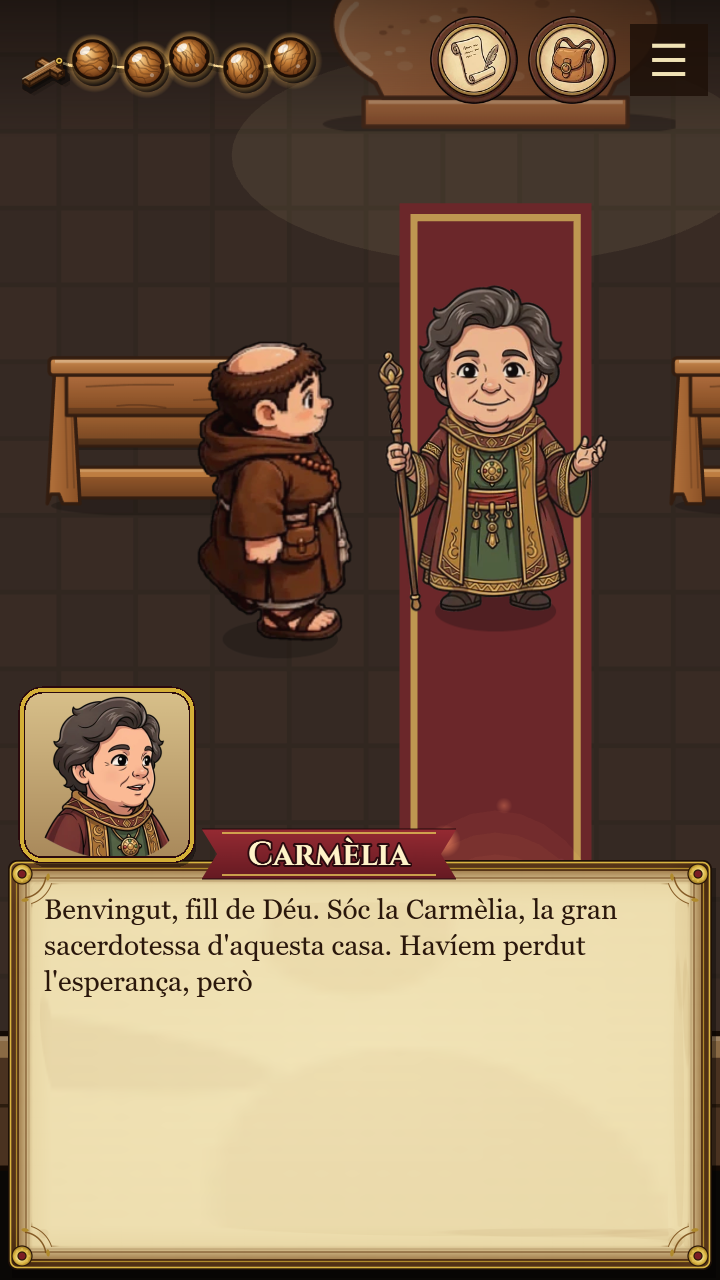 CARMÈLIA
Benvingut, fill de Déu. Sóc la Carmèlia, la gran
sacerdotessa d'aquesta casa. Havíem perdut
l'esperança, però